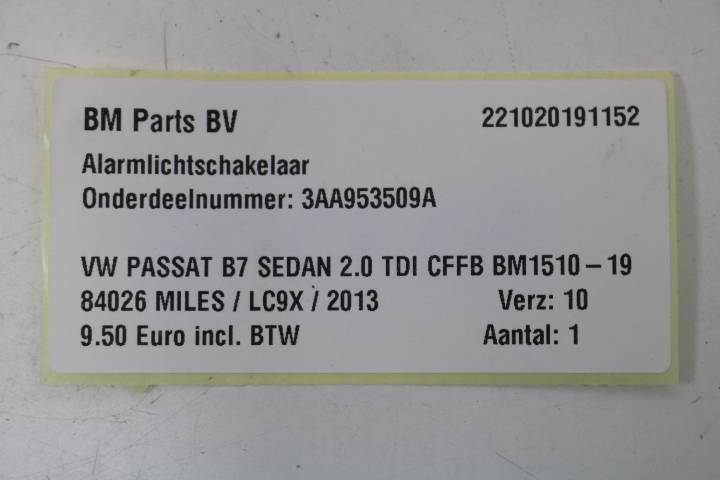 BM Parts BV 221020191152
Alarmlichtschakelaar
Onderdeelnummer: 3AA953509A
VW PASSAT B7 SEDAN 2.0 TDI CFFB BM1510-19
84026 MILES / LC9X / 2013 Verz: 10
9.50 Euro incl. BTW Aantal: 1